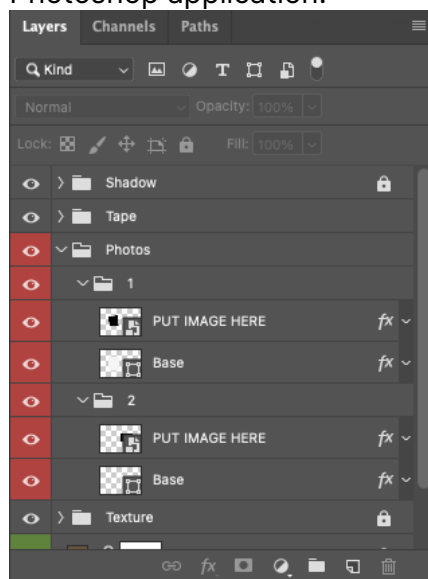 Photoshop application.
Layers Channels Paths
Kind T
Normal Opacity: 100%
Lock: Fill: 100%
Shadow
Tape
Photos
1
PUT IMAGE HERE fx
Base fx
2
PUT IMAGE HERE fx
Base fx
Texture
fx